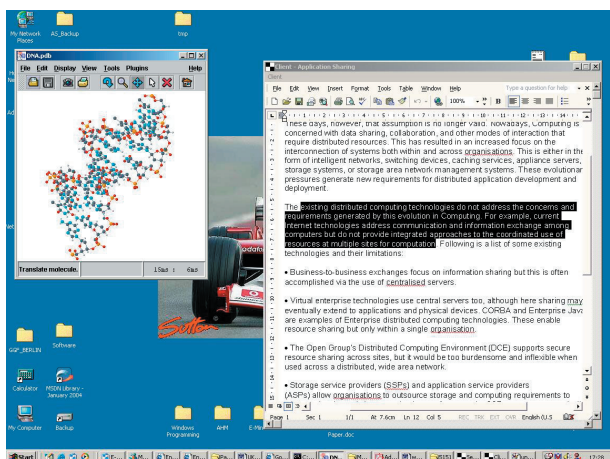 My Network
Places
AS_Backup
tmp
DNA.pdb
File Edit Display View Tools Plugins Help
Translate molecule.
15ms : 6ms
Sutton
GGF_BERLIN
Software
Calculator
MSDN Library -
January 2004
My Computer
Backup
Windows
Programming
AHM
Paper.doc
Client - Application Sharing
Client
File Edit View Insert Format Tools Table Window Help
Type a question for help
100%
These days, however, that assumption is no longer valid. Nowadays, Computing is
concerned with data sharing, collaboration, and other modes of interaction that
require distributed resources. This has resulted in an increased focus on the
interconnection of systems both within and across organisations. This is either in the
form of intelligent networks, switching devices, caching services, appliance servers,
storage systems, or storage area network management systems. These evolutionar
pressures generate new requirements for distributed application development and
deployment.
The existing distributed computing technologies do not address the concerns and
requirements generated by this evolution in Computing. For example, current
Internet technologies address communication and information exchange among
computers but do not provide integrated approaches to the coordinated use of
resources at multiple sites for computation. Following is a list of some existing
technologies and their limitations:
• Business-to-business exchanges focus on information sharing but this is often
accomplished via the use of centralised servers.
• Virtual enterprise technologies use central servers too, although here sharing may
eventually extend to applications and physical devices. CORBA and Enterprise Java
are examples of Enterprise distributed computing technologies. These enable
resource sharing but only within a single organisation.
• The Open Group's Distributed Computing Environment (DCE) supports secure
resource sharing across sites, but it would be too burdensome and inflexible when
used across a distributed, wide area network.
• Storage service providers (SSPs) and application service providers
(ASPs) allow organisations to outsource storage and computing requirements to
Page 1 Sec 1 1/1 At 7.6cm Ln 12 Col 5 REC TRK EXT OVR English (U.S
Start
17:28